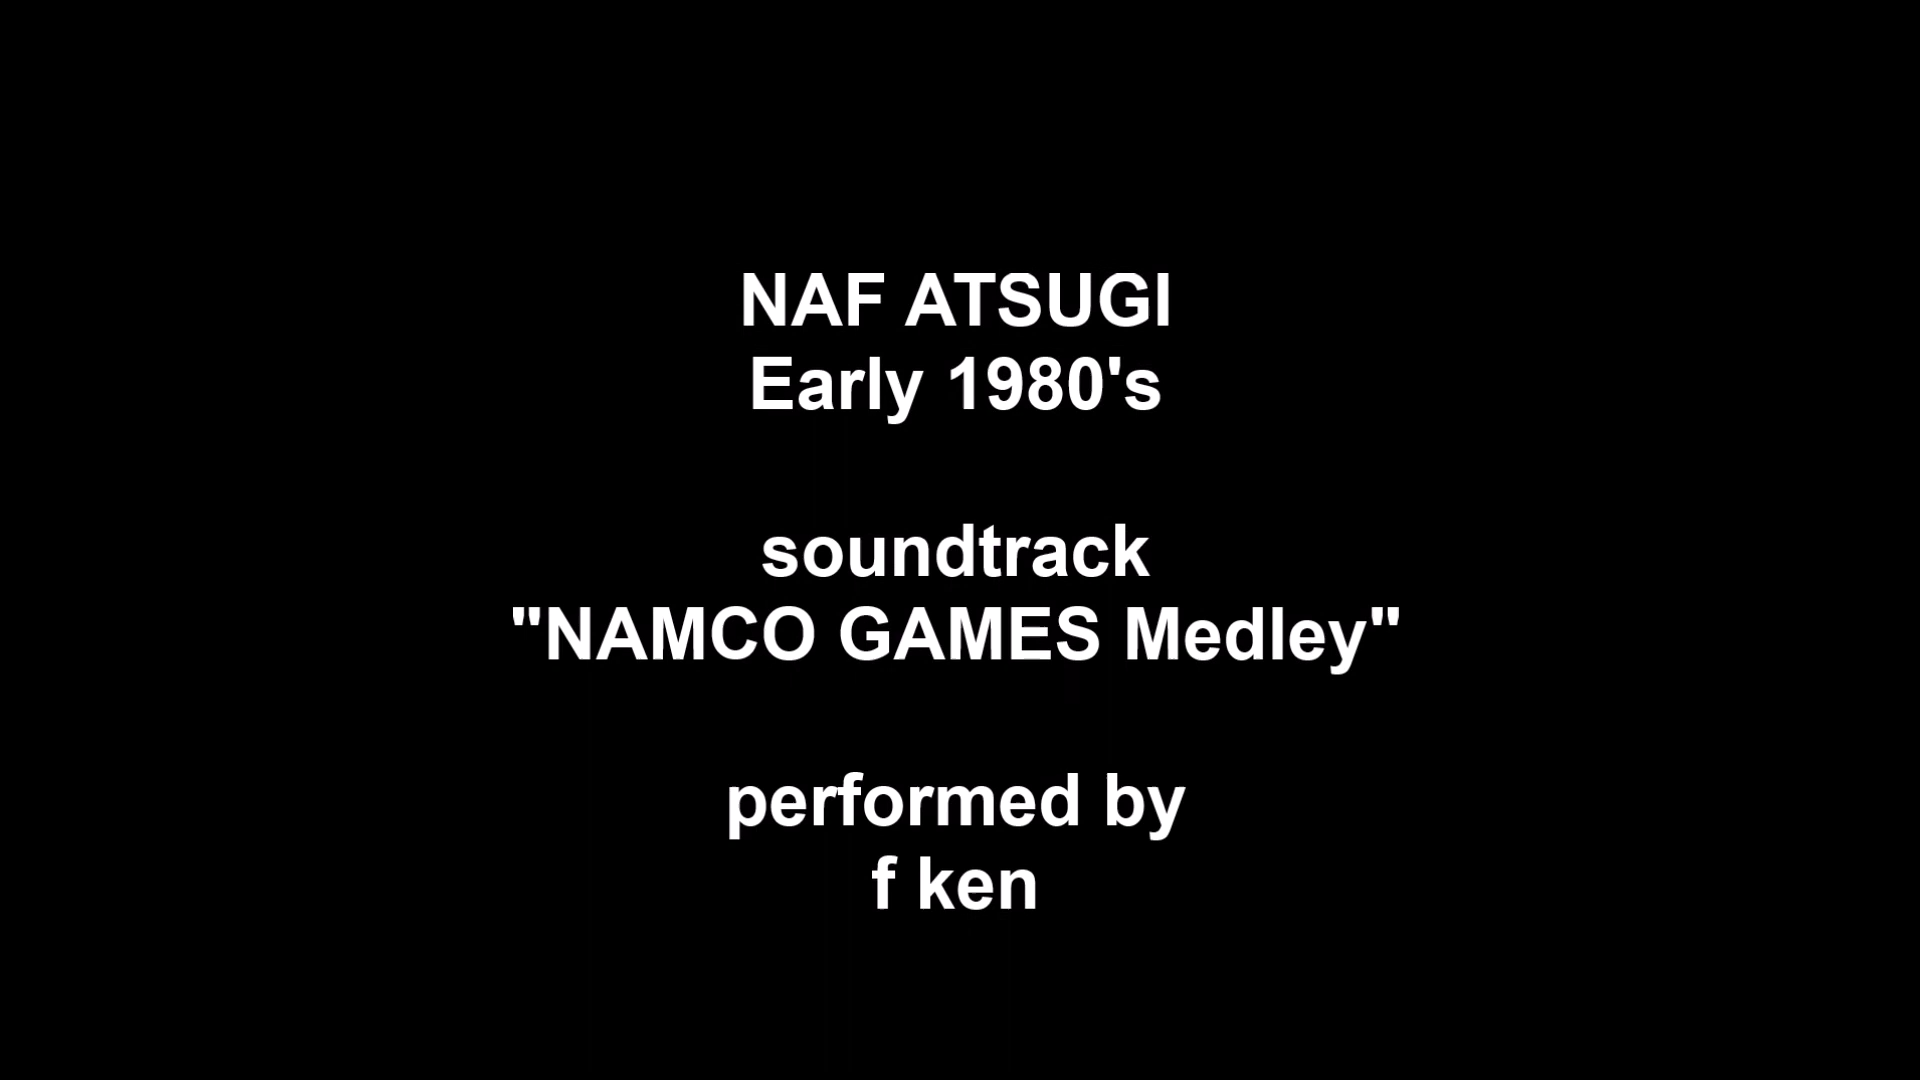 NAF ATSUGI
Early 1980's
soundtrack
"NAMCO GAMES Medley"
performed by
f ken